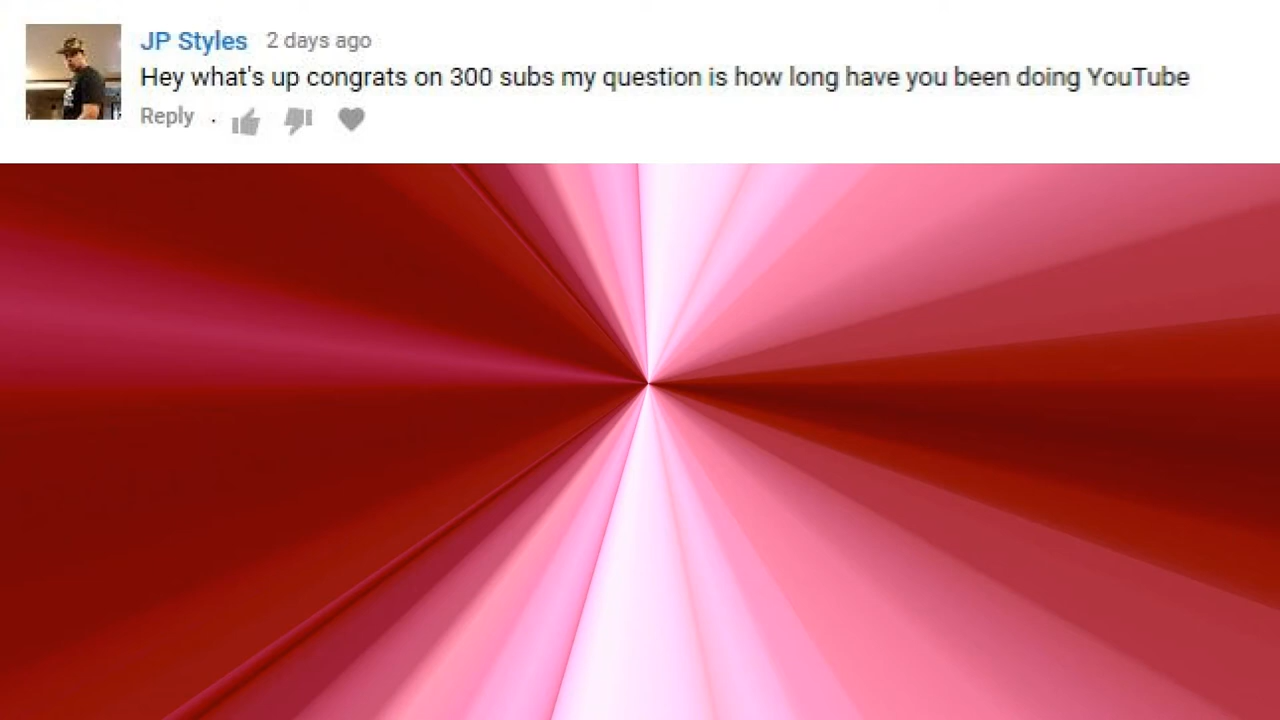 JP Styles 2 days ago
Hey what's up congrats on 300 subs my question is how long have you been doing YouTube
Reply .